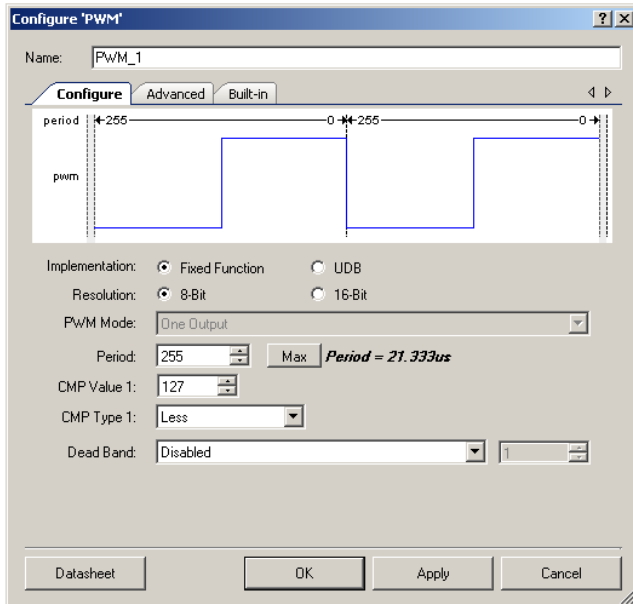 Configure 'PWM'
Name: PWM_1
Configure Advanced Built-in
period 255 0 255 0
pwm
Implementation: Fixed Function UDB
Resolution: 8-Bit 16-Bit
PWM Mode: One Output
Period: 255 Max Period = 21.333us
CMP Value 1: 127
CMP Type 1: Less
Dead Band: Disabled 1
Datasheet OK Apply Cancel